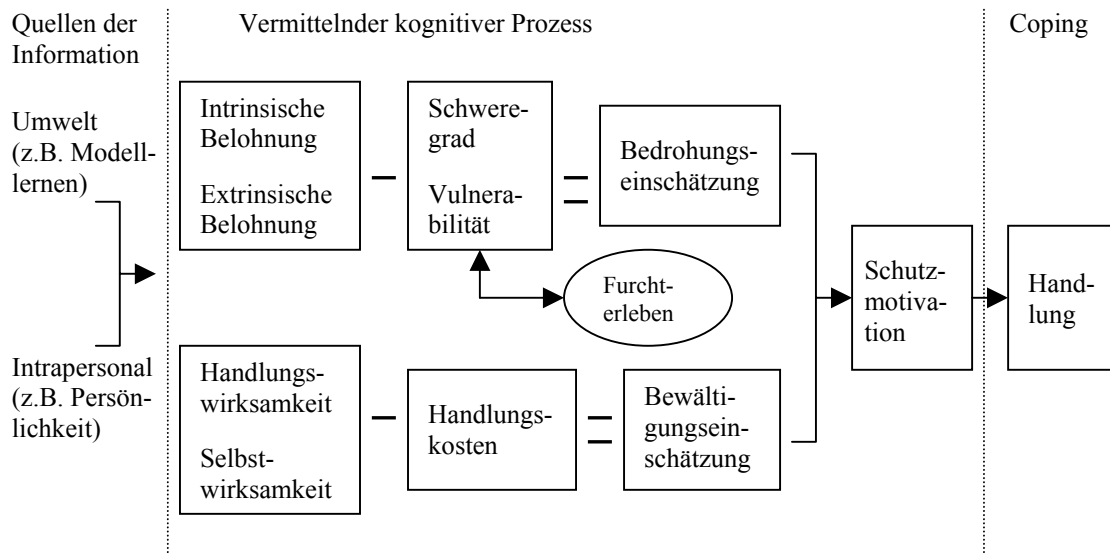 Quellen der
Information
Vermittelnder kognitiver Prozess
Coping
Umwelt
(z.B. Modell-
lernen)
Intrapersonal
(z.B. Persön-
lichkeit)
Intrinsische
Belohnung
Extrinsische
Belohnung
–
Schwere-
grad
Vulnera-
bilität
=
Bedrohungs
einschätzung
Furcht-
erleben
Handlungs-
wirksamkeit
Selbst-
wirksamkeit
–
Handlungs
kosten
=
Bewälti-
gungsein-
schätzung
Schutz-
motiva-
tion
Hand-
lung